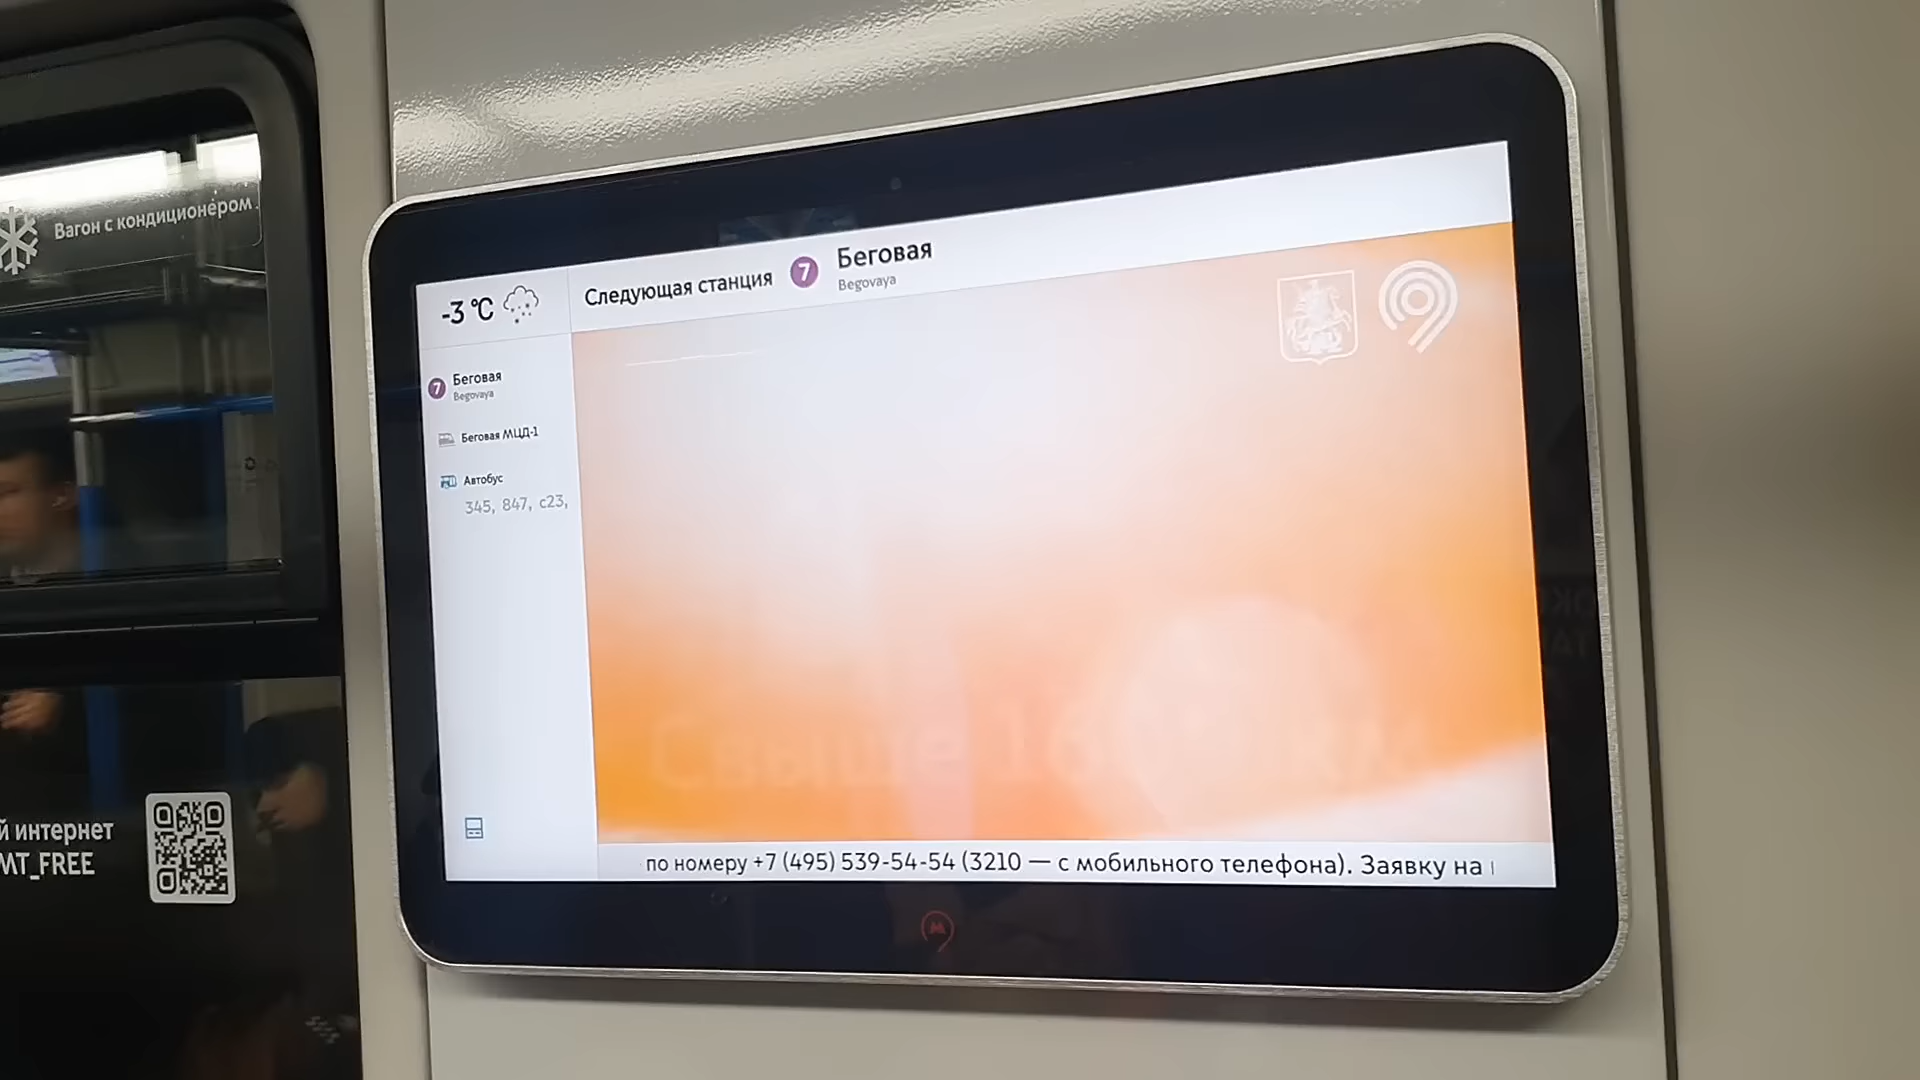 Вагон с кондиционером
-3 °C
Следующая станция
7
Беговая
Begovaya
7
Беговая
Begovaya
Беговая МЦД-1
Автобус
345, 847, с23,
Свыше
по номеру +7 (495) 539-54-54 (3210 — с мобильного телефона). Заявку на
й интернет
MT_FREE